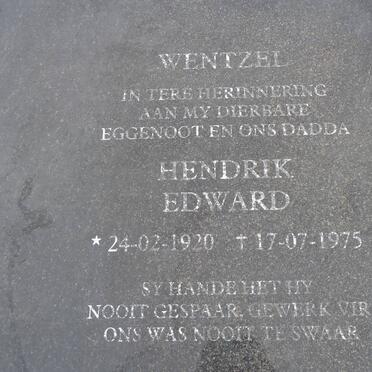 WENTZEL
IN TERE HERINNERING
AAN MY DIERBARE
EGGENOOT EN ONS DADDA
HENDRIK
EDWARD
* 24-02-1920 † 17-07-1975
SY HANDE HET HY
NOOIT GESPAAR, GEWERK VIR
ONS WAS NOOIT TE SWAAR